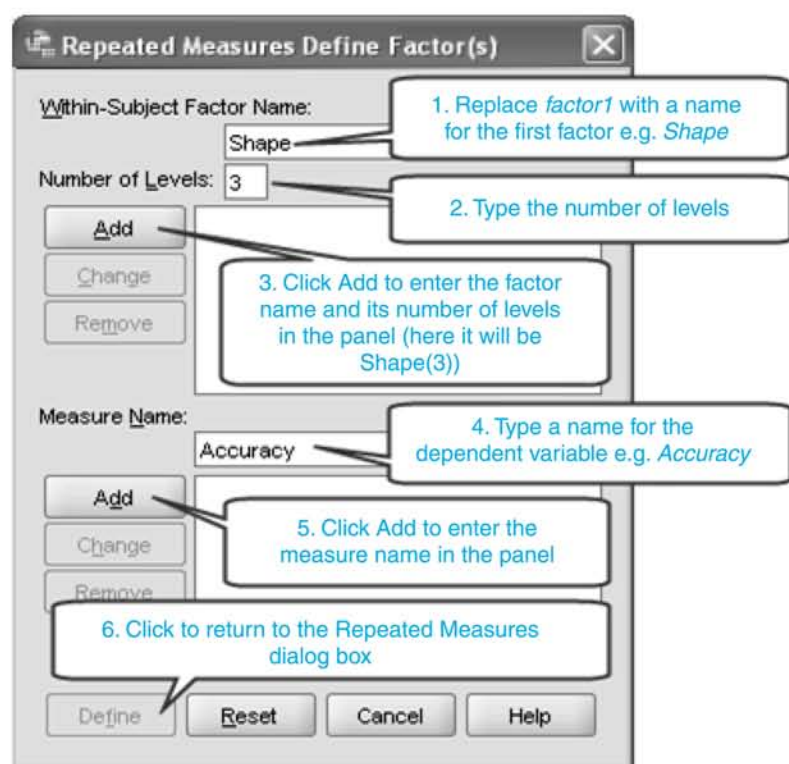 Repeated Measures Define Factor(s)
Within-Subject Factor Name:
1. Replace factor1 with a name
for the first factor e.g. Shape
Shape
Number of Levels: 3
2. Type the number of levels
Add
Change
Remove
3. Click Add to enter the factor
name and its number of levels
in the panel (here it will be
Shape(3))
Measure Name:
4. Type a name for the
dependent variable e.g. Accuracy
Accuracy
Add
Change
Remove
5. Click Add to enter the
measure name in the panel
6. Click to return to the Repeated Measures
dialog box
Define
Reset
Cancel
Help